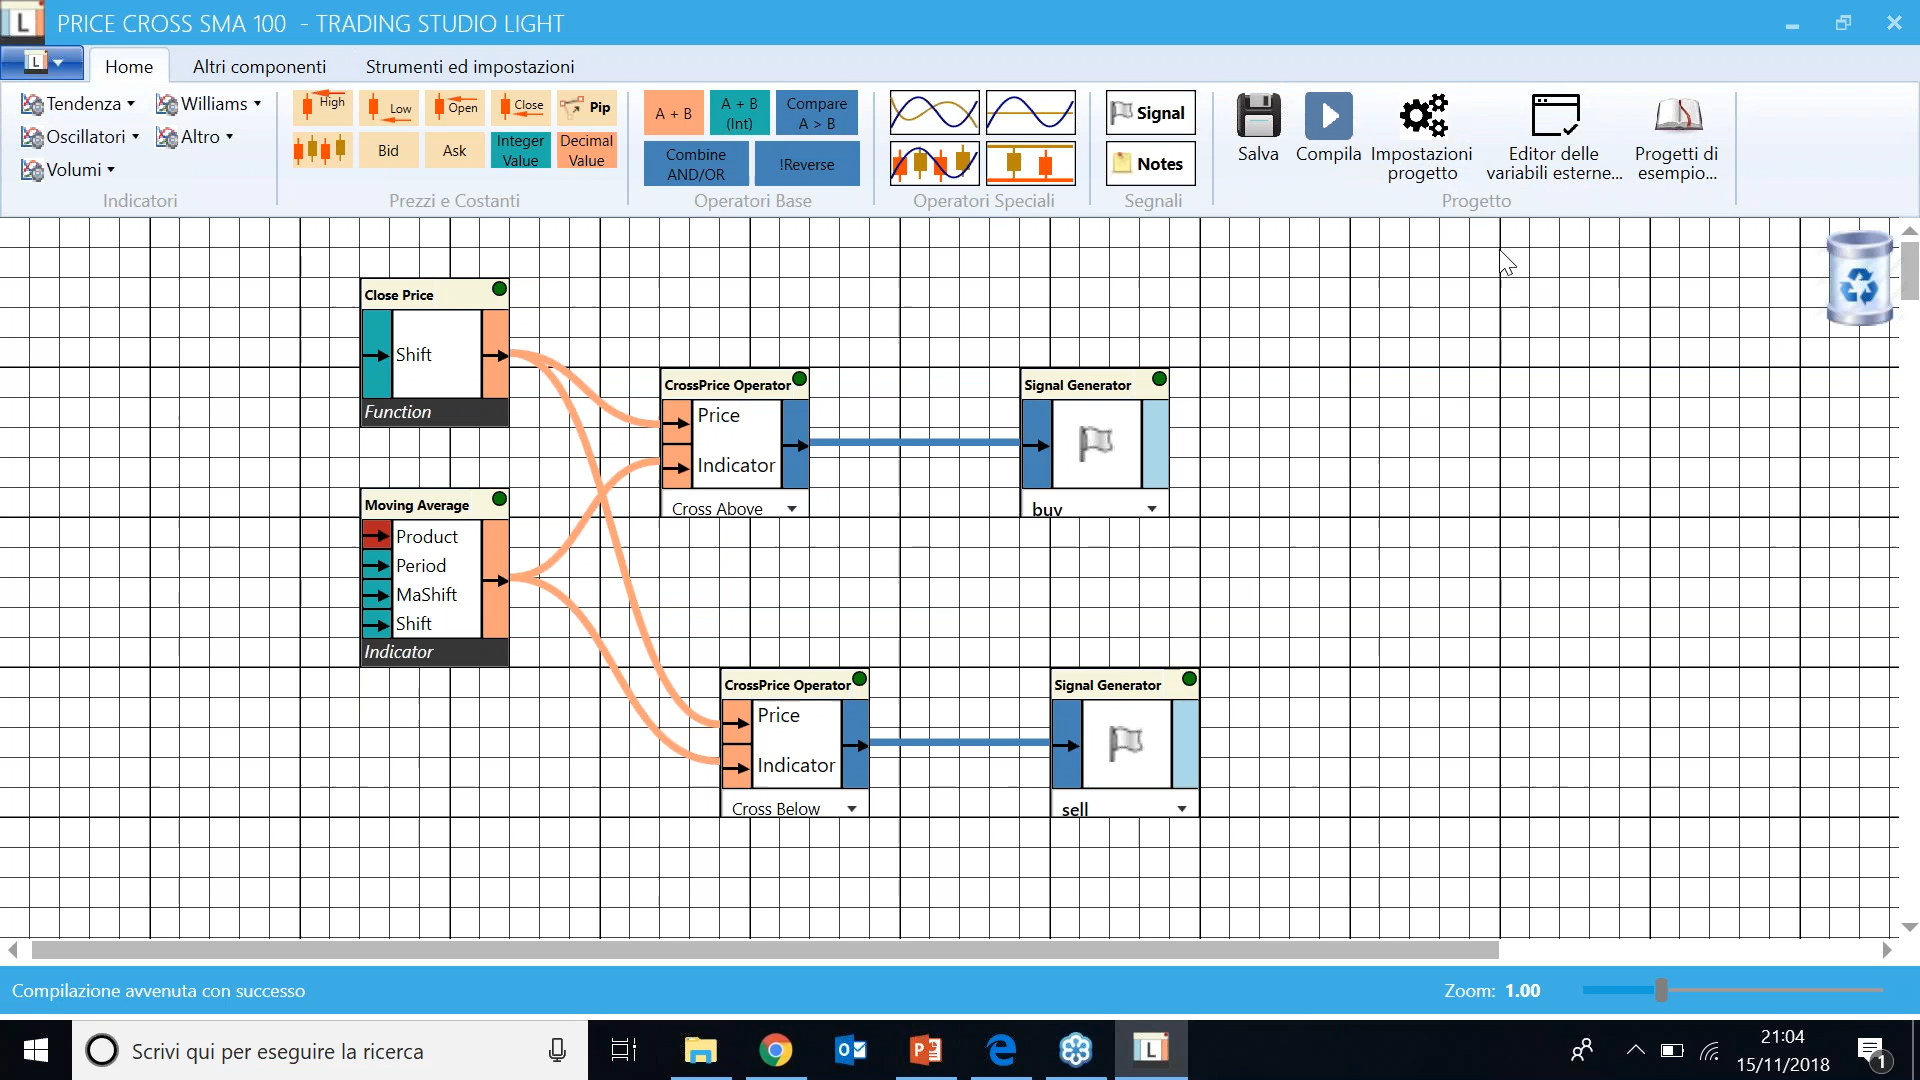 L PRICE CROSS SMA 100 - TRADING STUDIO LIGHT
L Home Altri componenti Strumenti ed impostazioni
Tendenza Williams
Oscillatori Altro
Volumi
Indicatori
High Low Open Close Pip
Bid Ask Integer Value Decimal Value
Prezzi e Costanti
A + B A + B (Int) Compare A > B
Combine AND/OR !Reverse
Operatori Base
Operatori Speciali
Signal
Notes
Segnali
Salva Compila Impostazioni progetto Editor delle variabili esterne... Progetti di esempio...
Progetto
Close Price
Shift
Function
Moving Average
Product
Period
MaShift
Shift
Indicator
CrossPrice Operator
Price
Indicator
Cross Above
Signal Generator
buy
CrossPrice Operator
Price
Indicator
Cross Below
Signal Generator
sell
Compilazione avvenuta con successo
Zoom: 1.00
Scrivi qui per eseguire la ricerca
L
21:04
15/11/2018
1